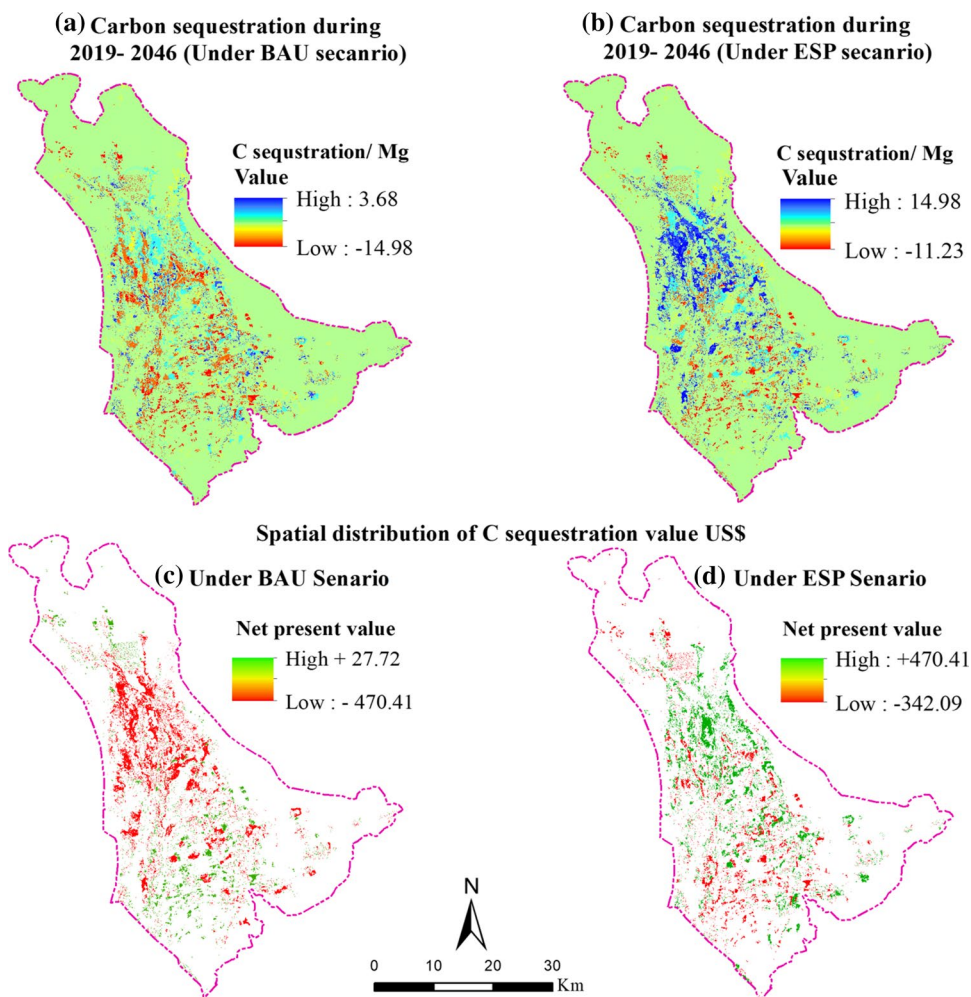 (a) Carbon sequestration during
2019- 2046 (Under BAU secanrio)
C sequstration/ Mg
Value
High : 3.68
Low : -14.98
(b) Carbon sequestration during
2019- 2046 (Under ESP secanrio)
C sequstration/ Mg
Value
High : 14.98
Low : -11.23
Spatial distribution of C sequestration value US$
(c) Under BAU Senario
Net present value
High + 27.72
Low : - 470.41
(d) Under ESP Senario
Net present value
High : +470.41
Low : -342.09
N
0 10 20 30
Km